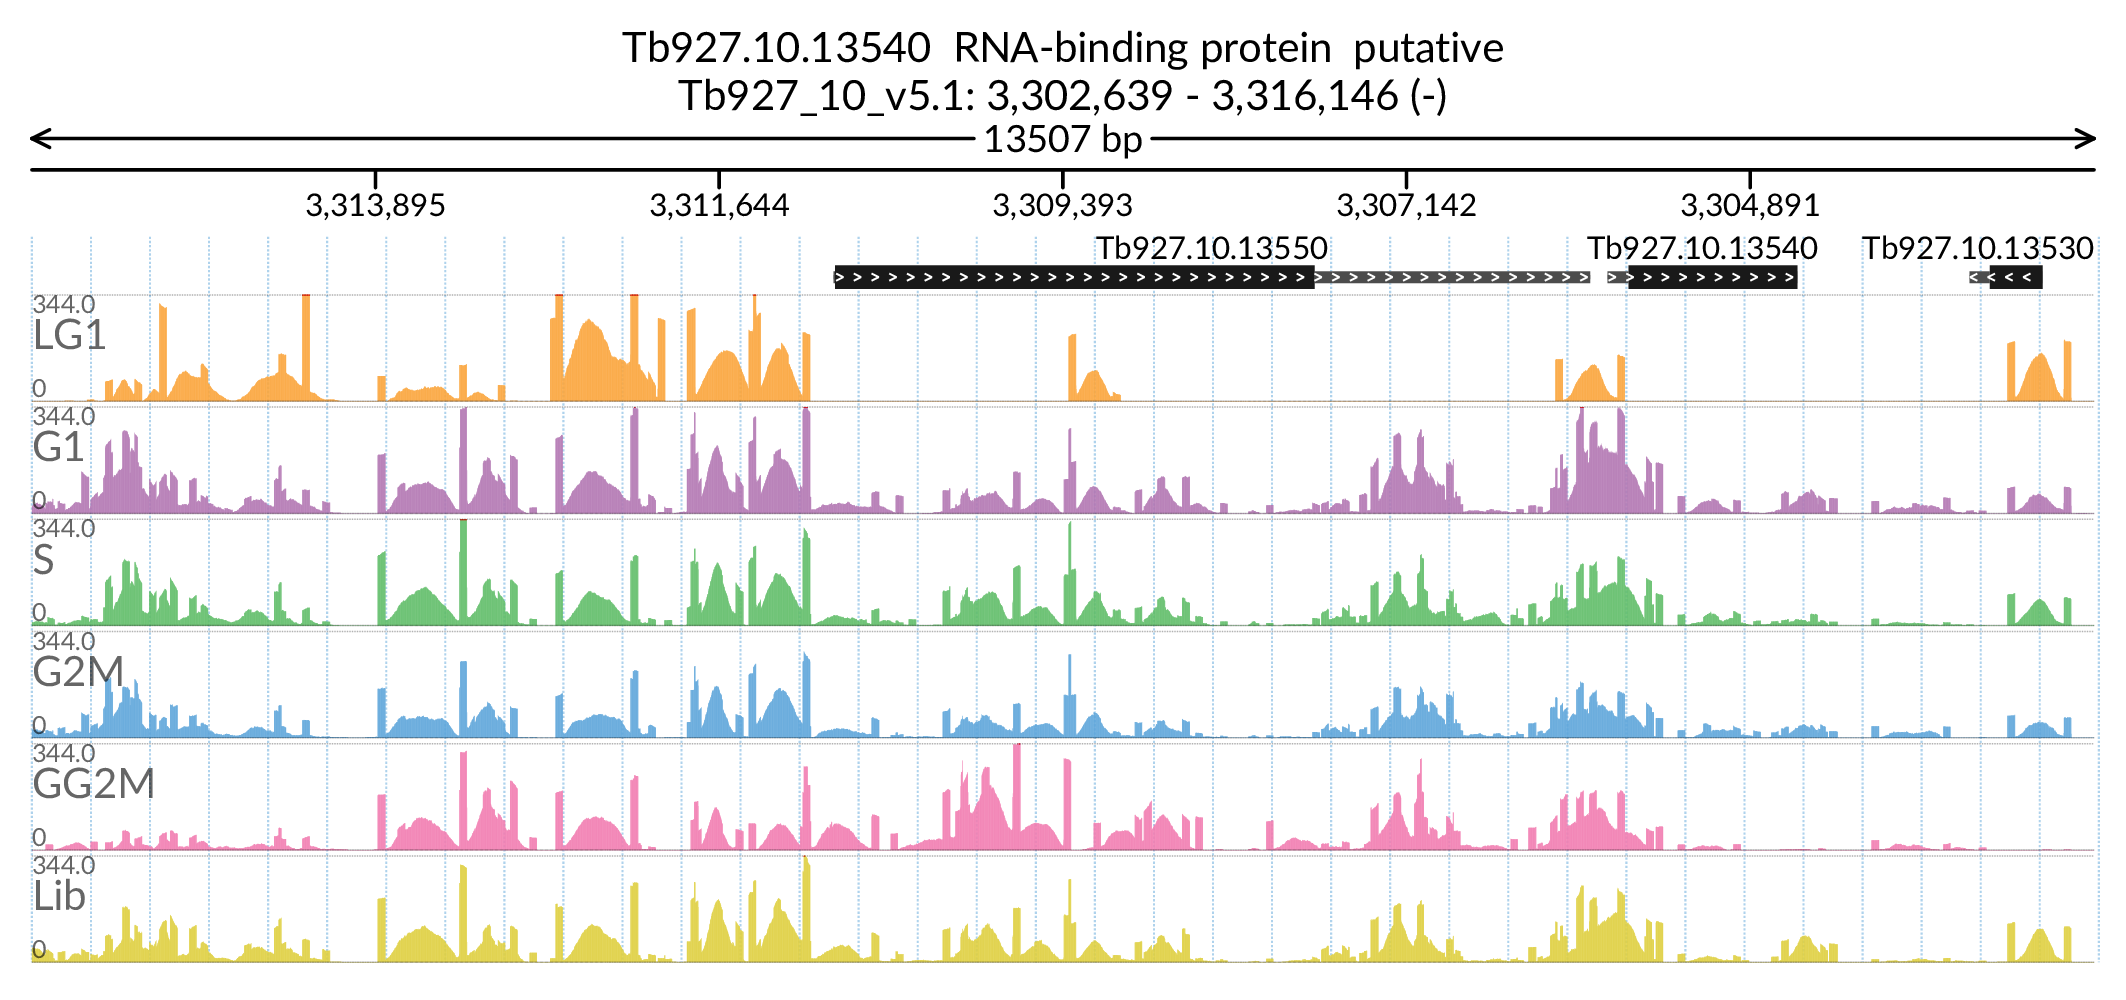 Tb927.10.13540  RNA-binding protein  putative
Tb927_10_v5.1: 3,302,639 - 3,316,146 (-)
13507 bp
3,313,895 3,311,644 3,309,393 3,307,142 3,304,891
Tb927.10.13550 Tb927.10.13540 Tb927.10.13530
344.0
LG1
0
344.0
G1
0
344.0
S
0
344.0
G2M
0
344.0
GG2M
0
344.0
Lib
0